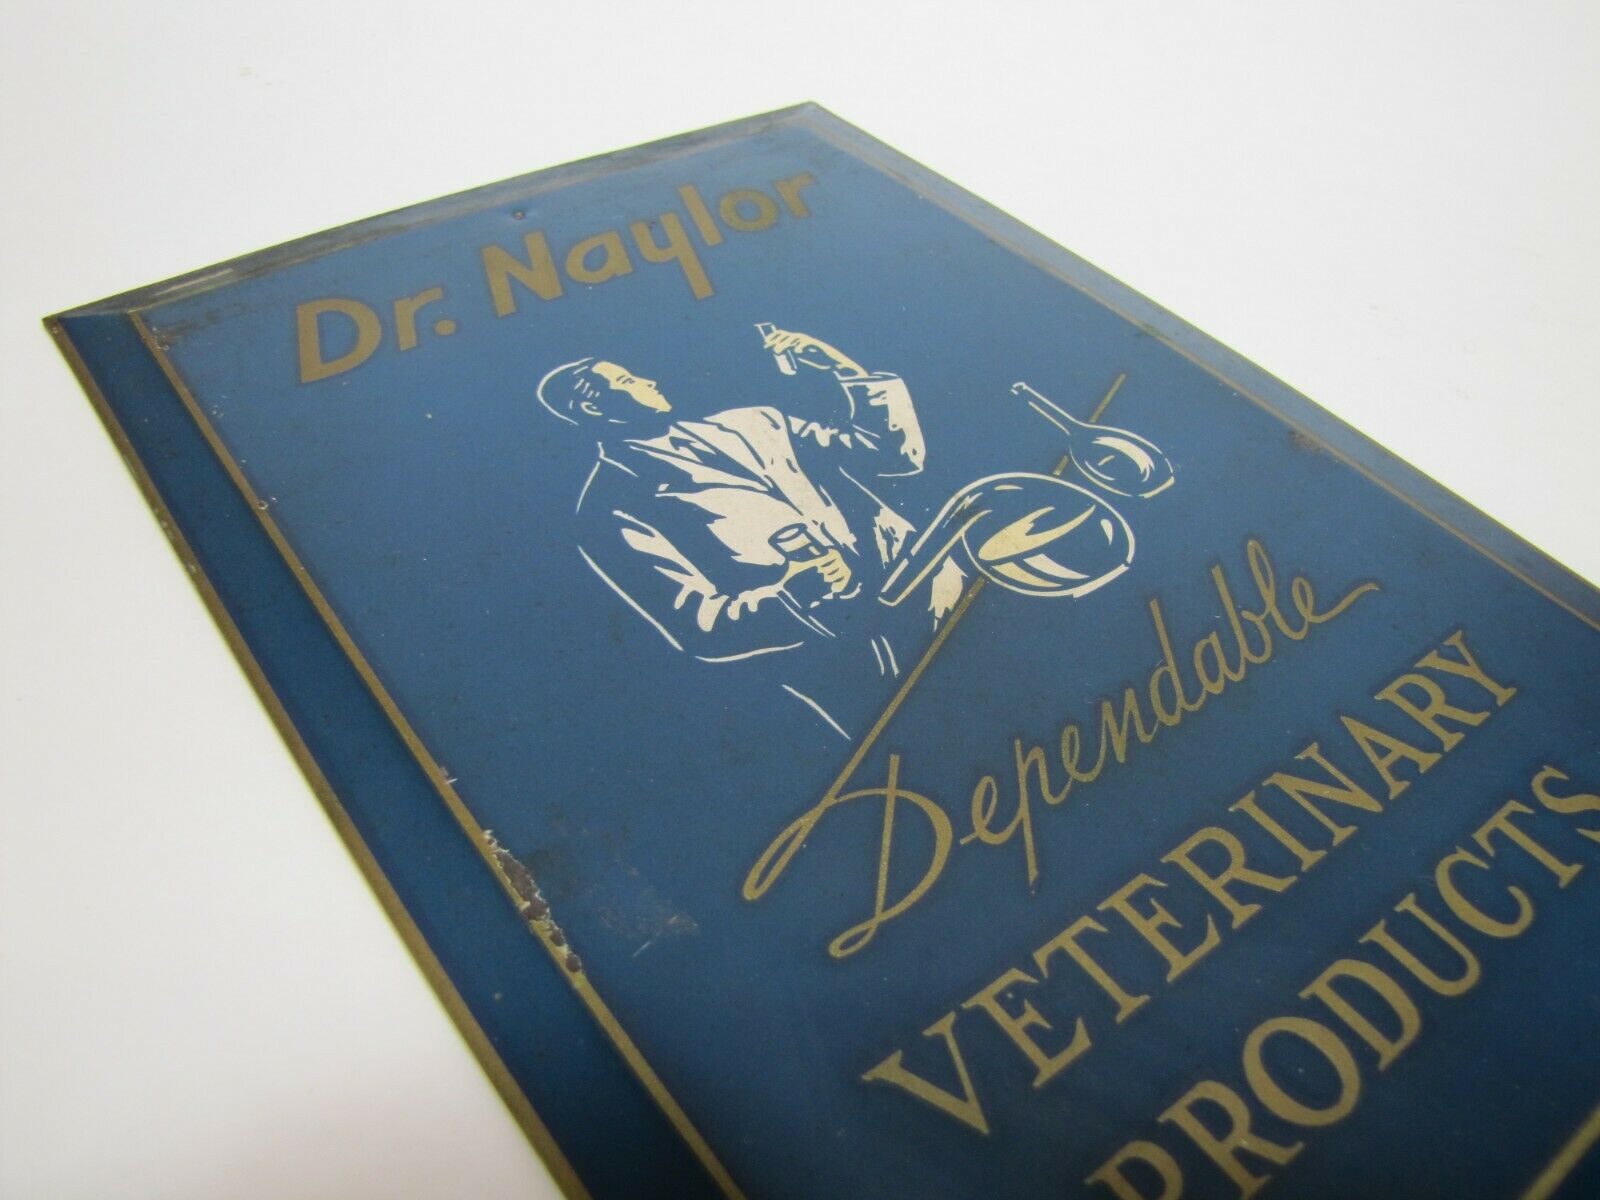 Dr. Naylor
Dependable
VETERINARY
PRODUCTS